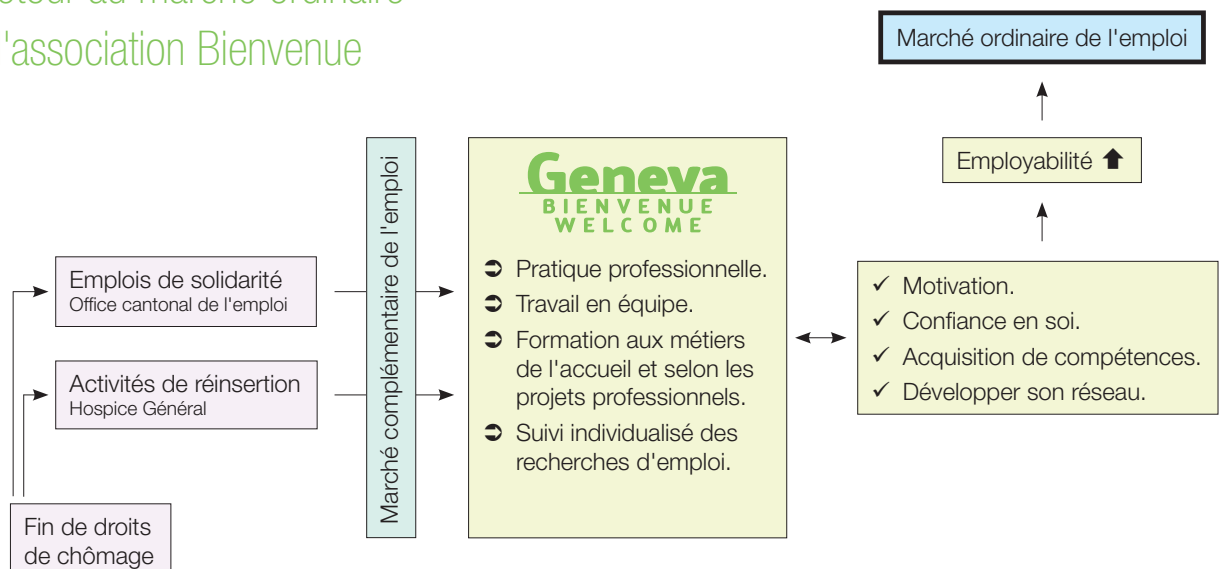 'association Bienvenue
Marché ordinaire de l'emploi
Employabilité
Marché complémentaire de l'emploi
Geneva
BIENVENUE
WELCOME
Pratique professionnelle.
Travail en équipe.
Formation aux métiers
de l'accueil et selon les
projets professionnels.
Suivi individualisé des
recherches d'emploi.
Emplois de solidarité
Office cantonal de l'emploi
Activités de réinsertion
Hospice Général
Fin de droits
de chômage
Motivation.
Confiance en soi.
Acquisition de compétences.
Développer son réseau.